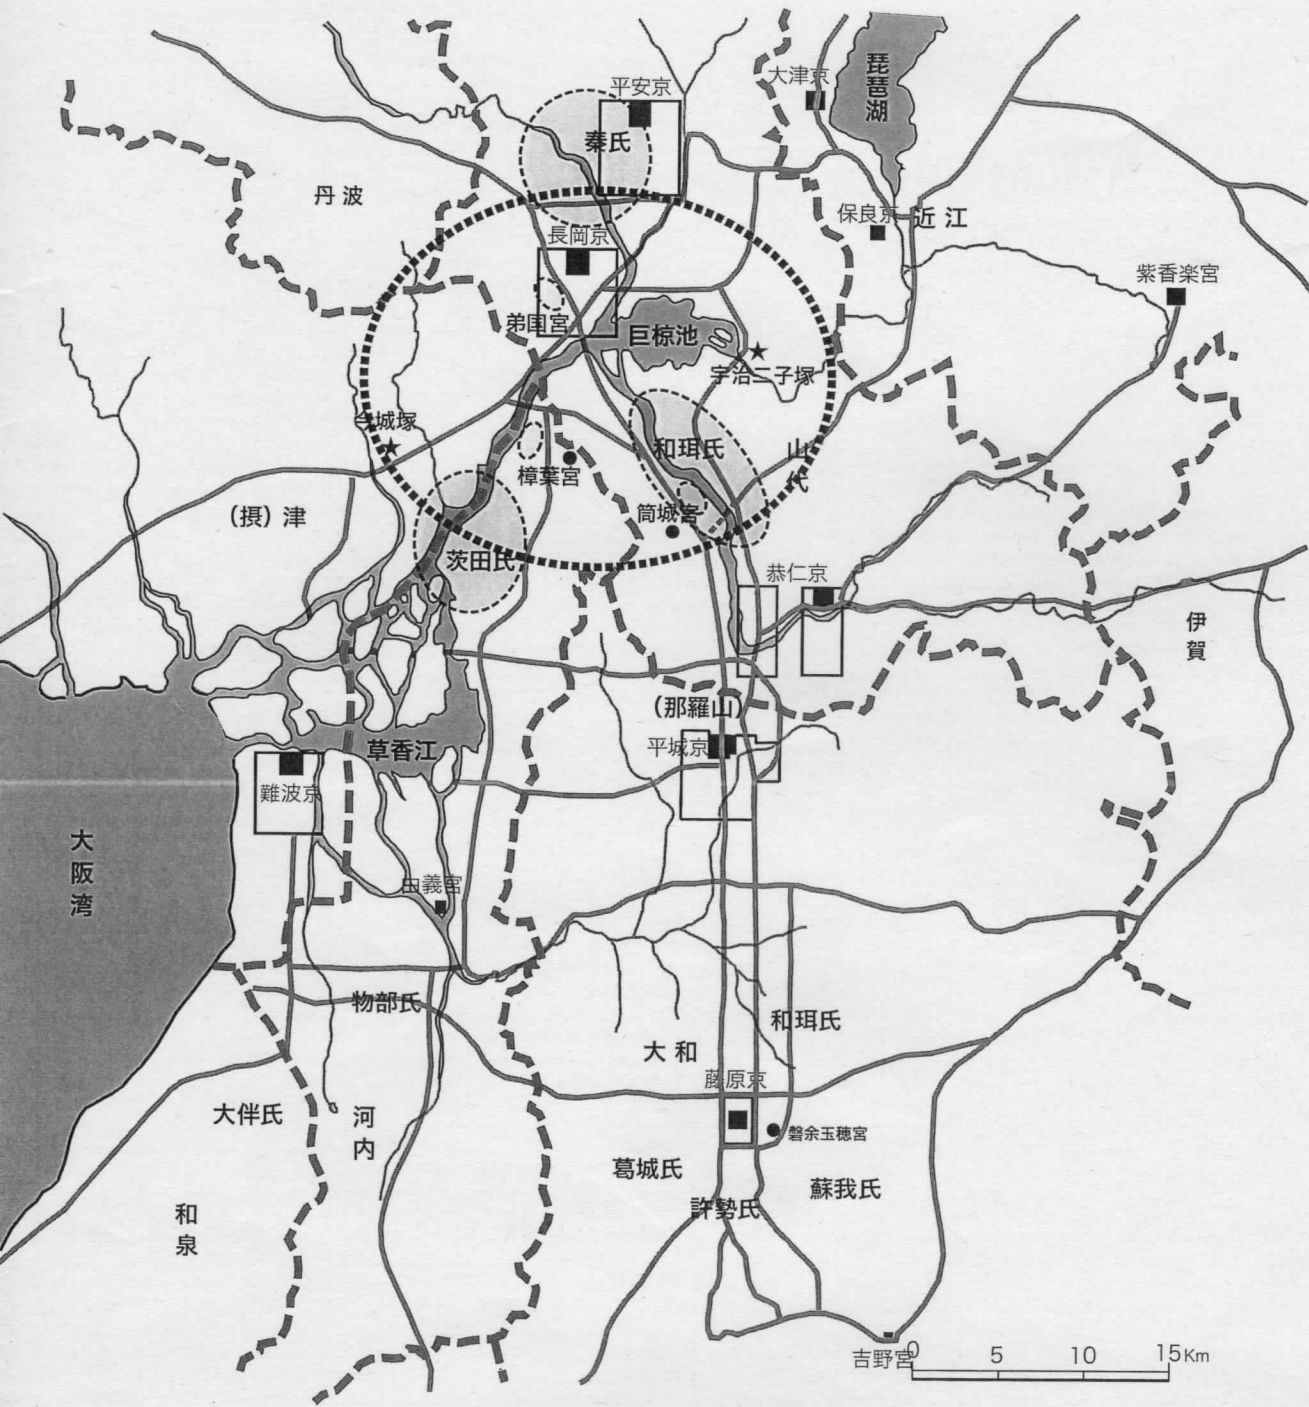 琵琶湖
大津京
平安京
秦氏
丹波
保良京
近江
長岡京
紫香楽宮
弟国宮
巨椋池
宇治二子塚
今城塚
和珥氏
山代
樟葉宮
筒城宮
(摂)津
茨田氏
恭仁京
伊賀
(那羅山)
平城京
草香江
難波京
大阪湾
由義宮
物部氏
和珥氏
大和
藤原京
大伴氏
河内
磐余玉穂宮
葛城氏
蘇我氏
許勢氏
和泉
吉野宮
0 5 10 15Km